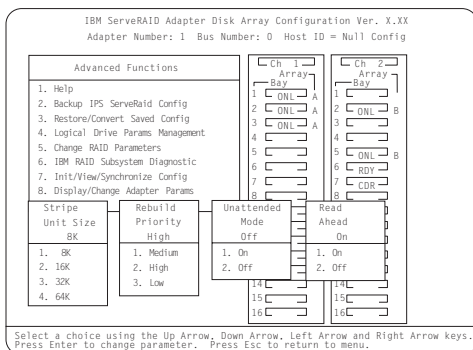 IBM ServeRAID Adapter Disk Array Configuration Ver. X.XX
Adapter Number: 1 Bus Number: 0 Host ID = Null Config
Advanced Functions
1. Help
2. Backup IPS ServeRaid Config
3. Restore/Convert Saved Config
4. Logical Drive Params Management
5. Change RAID Parameters
6. IBM RAID Subsystem Diagnostic
7. Init/View/Synchronize Config
8. Display/Change Adapter Params
Ch 1
Array
Bay
1 ONL A
2 ONL A
3 ONL A
4
5
6
7
8
14
15
16
Ch 2
Array
Bay
1
2 ONL B
3
4
5 ONL B
6 RDY
7 CDR
8
14
15
16
Stripe
Unit Size
8K
1. 8K
2. 16K
3. 32K
4. 64K
Rebuild
Priority
High
1. Medium
2. High
3. Low
Unattended
Mode
Off
1. On
2. Off
Read
Ahead
On
1. On
2. Off
Select a choice using the Up Arrow, Down Arrow, Left Arrow and Right Arrow keys.
Press Enter to change parameter. Press Esc to return to menu.